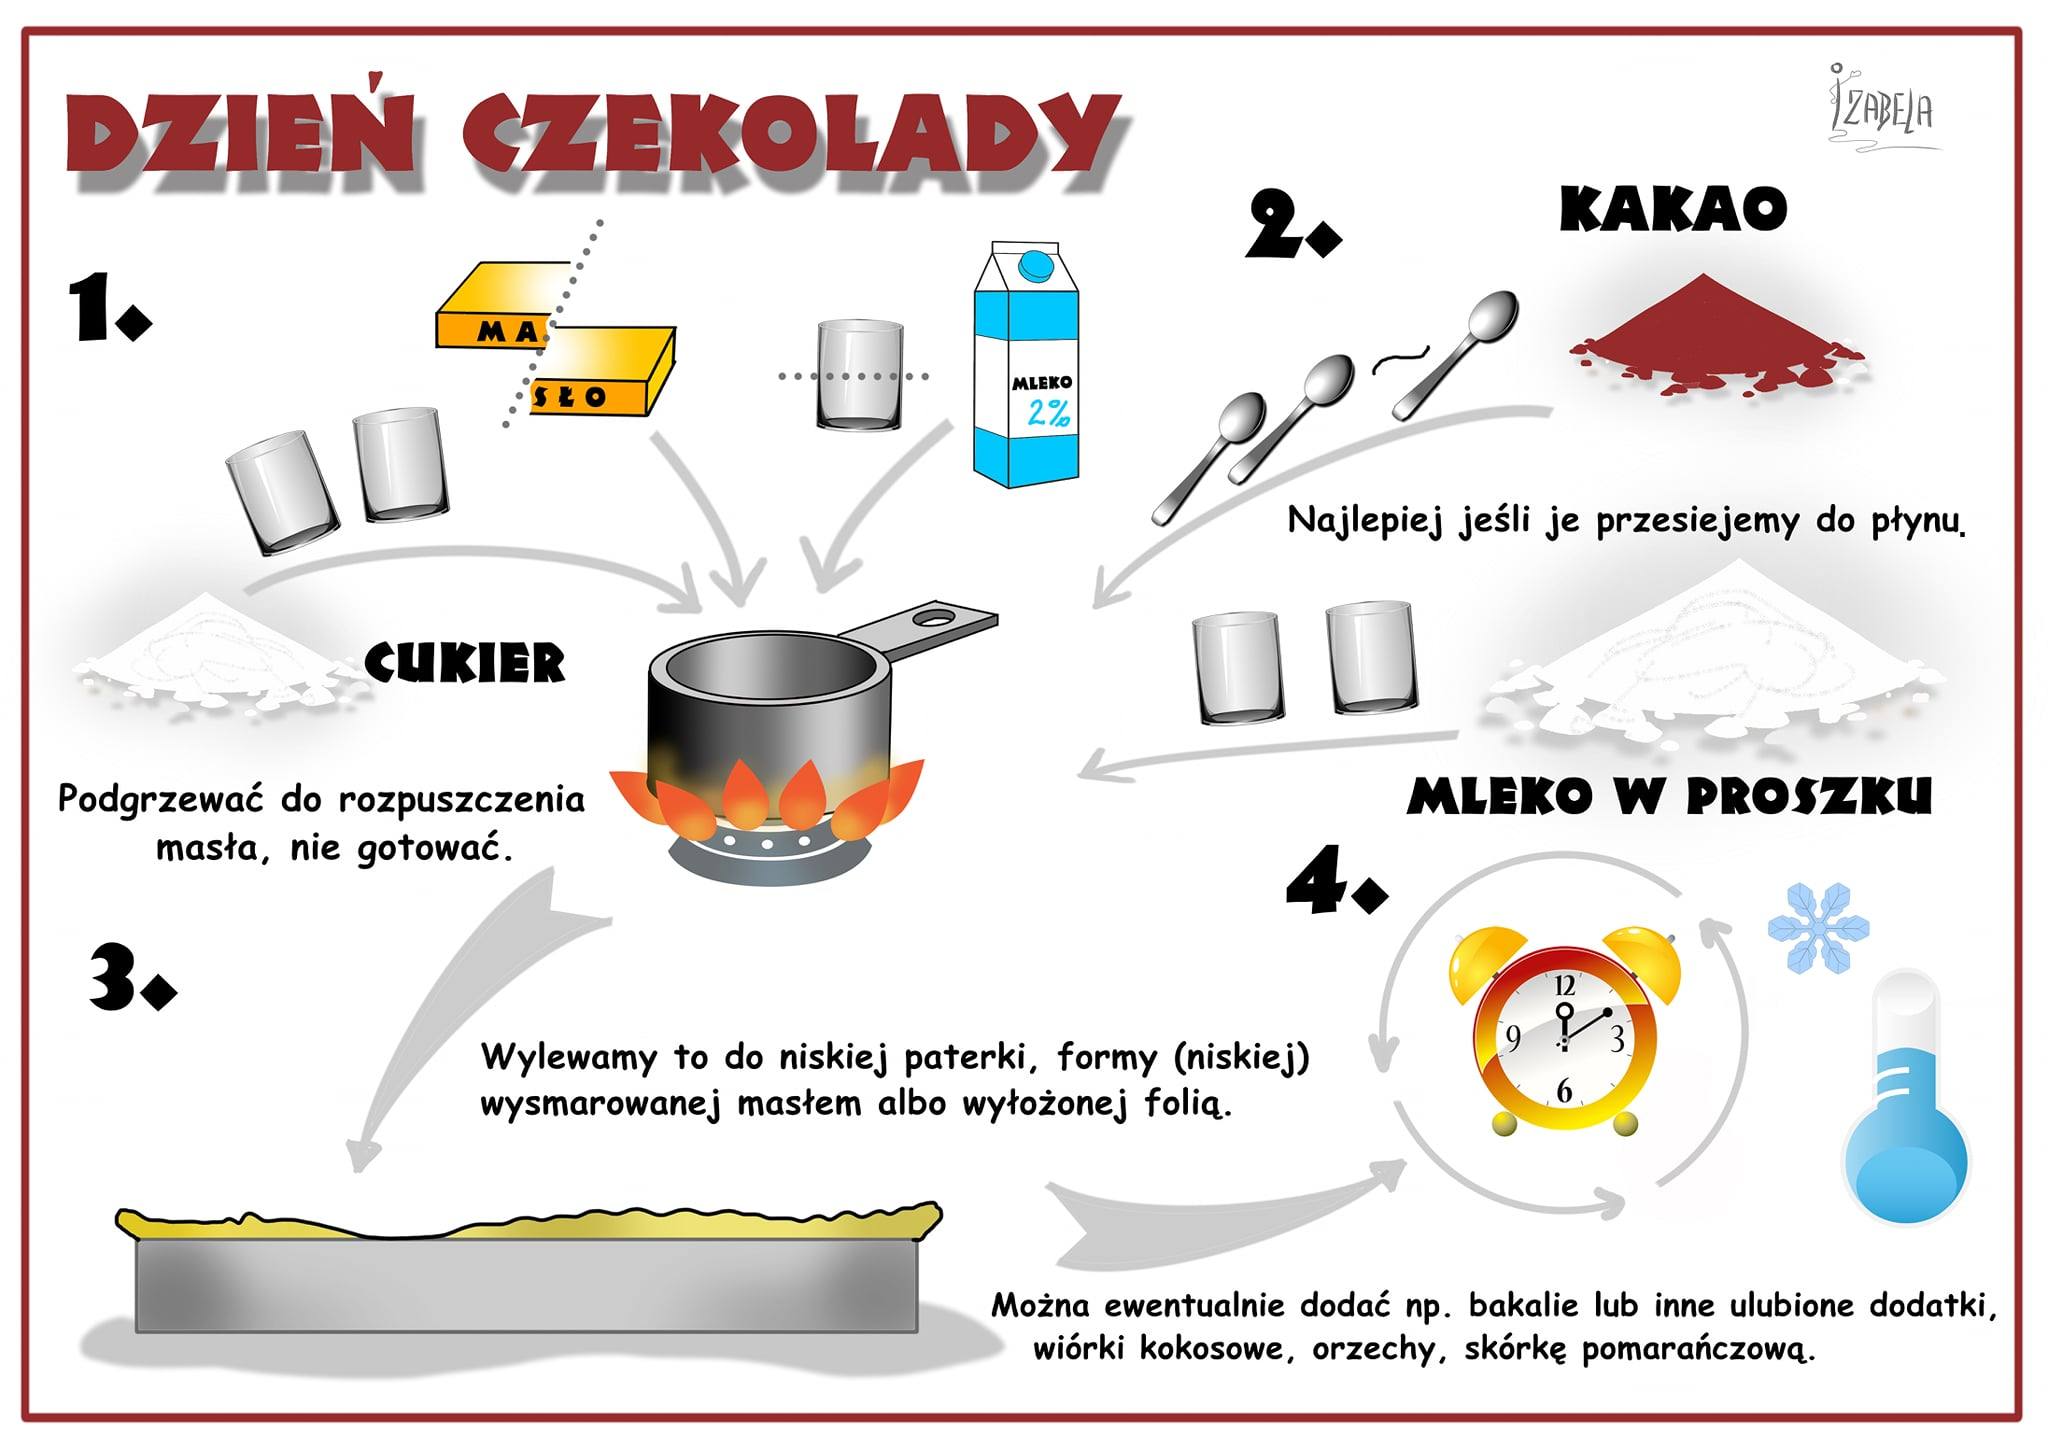 DZIEŃ CZEKOLADY
IZABELA
1.
MA
SŁO
MLEKO
2%
CUKIER
Podgrzewać do rozpuszczenia
masła, nie gotować.
2.
KAKAO
Najlepiej jeśli je przesiejemy do płynu.
MLEKO W PROSZKU
3.
Wylewamy to do niskiej paterki, formy (niskiej)
wysmarowanej masłem albo wyłożonej folią.
4.
12
9 3
6
Można ewentualnie dodać np. bakalie lub inne ulubione dodatki,
wiórki kokosowe, orzechy, skórkę pomarańczową.